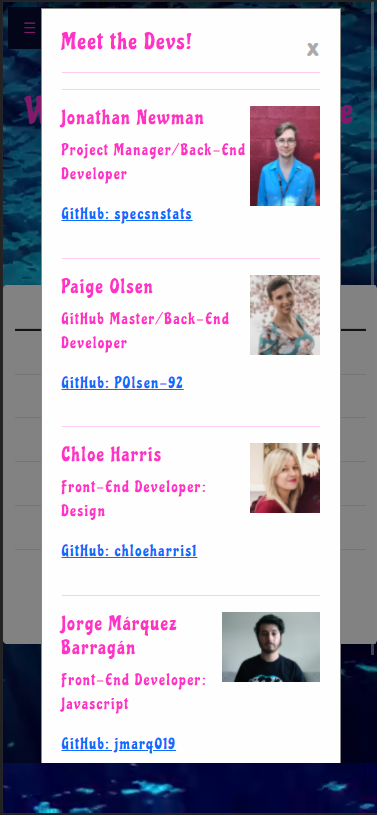 Meet the Devs!
x
Jonathan Newman
Project Manager/Back-End
Developer
GitHub: specsnstats
Paige Olsen
GitHub Master/Back-End
Developer
GitHub: POlsen-92
Chloe Harris
Front-End Developer:
Design
GitHub: chloeharris1
Jorge Márquez
Barragán
Front-End Developer:
Javascript
GitHub: jmarq019